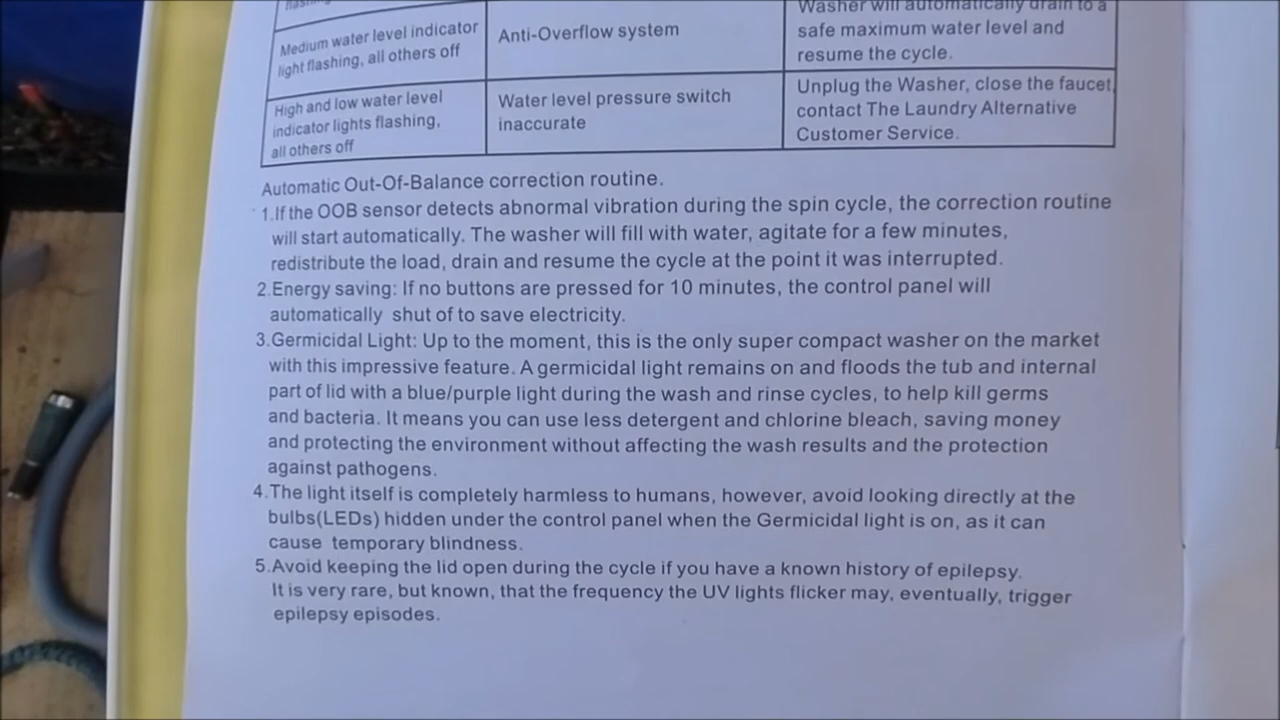 flashing
Washer will automatically drain to a
Medium water level indicator
light flashing, all others off
Anti-Overflow system
safe maximum water level and
resume the cycle.
High and low water level
indicator lights flashing,
all others off
Water level pressure switch
inaccurate
Unplug the Washer, close the faucet,
contact The Laundry Alternative
Customer Service.
Automatic Out-Of-Balance correction routine.
1.If the OOB sensor detects abnormal vibration during the spin cycle, the correction routine
will start automatically. The washer will fill with water, agitate for a few minutes,
redistribute the load, drain and resume the cycle at the point it was interrupted.
2.Energy saving: If no buttons are pressed for 10 minutes, the control panel will
automatically shut of to save electricity.
3.Germicidal Light: Up to the moment, this is the only super compact washer on the market
with this impressive feature. A germicidal light remains on and floods the tub and internal
part of lid with a blue/purple light during the wash and rinse cycles, to help kill germs
and bacteria. It means you can use less detergent and chlorine bleach, saving money
and protecting the environment without affecting the wash results and the protection
against pathogens.
4.The light itself is completely harmless to humans, however, avoid looking directly at the
bulbs(LEDs) hidden under the control panel when the Germicidal light is on, as it can
cause temporary blindness.
5.Avoid keeping the lid open during the cycle if you have a known history of epilepsy.
It is very rare, but known, that the frequency the UV lights flicker may, eventually, trigger
epilepsy episodes.